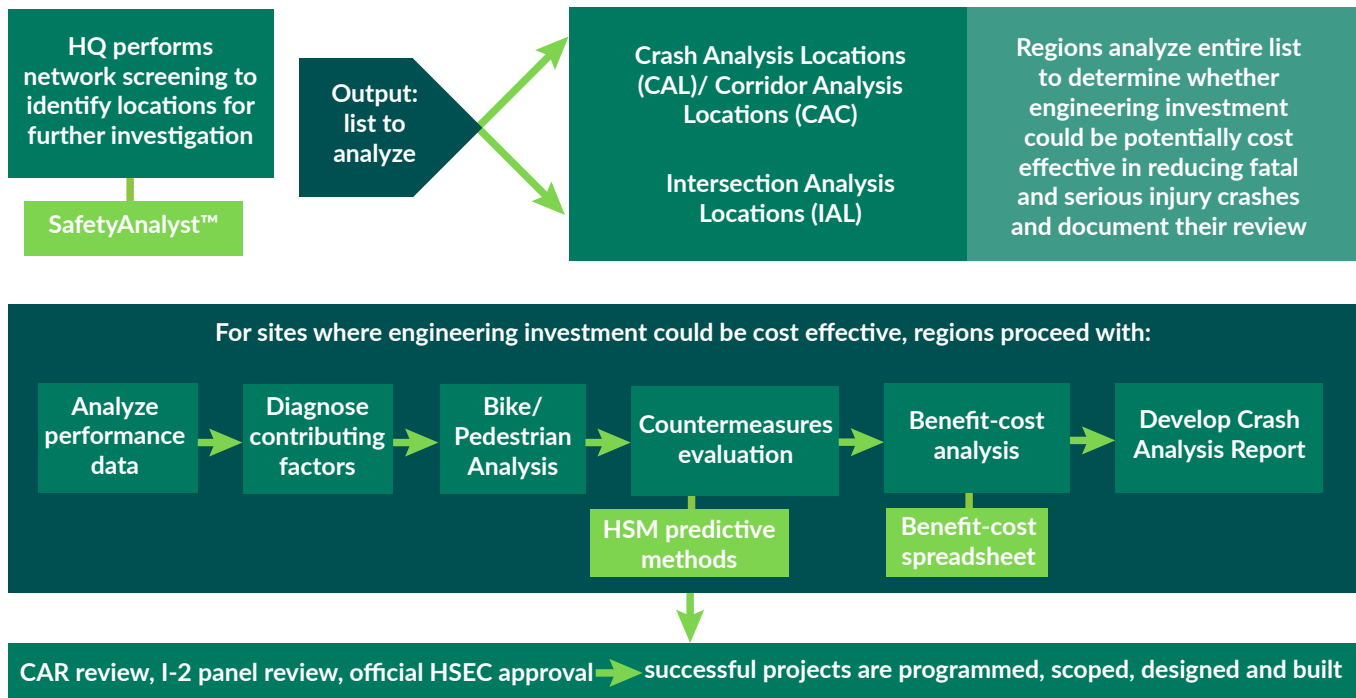 HQ performs
network screening to
identify locations for
further investigation
SafetyAnalyst™
Output:
list to
analyze
Crash Analysis Locations
(CAL)/ Corridor Analysis
Locations (CAC)
Intersection Analysis
Locations (IAL)
Regions analyze entire list
to determine whether
engineering investment
could be potentially cost
effective in reducing fatal
and serious injury crashes
and document their review
For sites where engineering investment could be cost effective, regions proceed with:
Analyze
performance
data
Diagnose
contributing
factors
Bike/
Pedestrian
Analysis
Countermeasures
evaluation
HSM predictive
methods
Benefit-cost
analysis
Benefit-cost
spreadsheet
Develop Crash
Analysis Report
CAR review, I-2 panel review, official HSEC approval
successful projects are programmed, scoped, designed and built